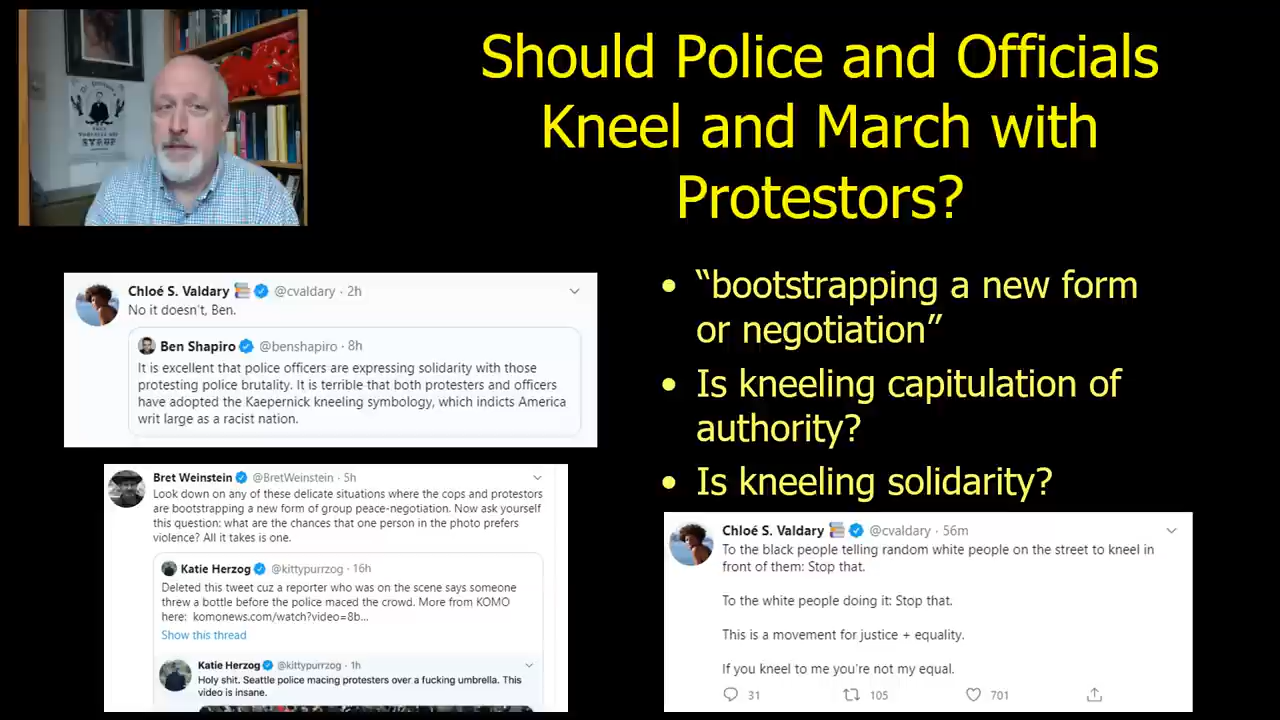 Should Police and Officials
Kneel and March with
Protestors?
SYRUP
Chloé S. Valdary @cvaldary · 2h
No it doesn't, Ben.
Ben Shapiro @benshapiro · 8h
It is excellent that police officers are expressing solidarity with those
protesting police brutality. It is terrible that both protesters and officers
have adopted the Kaepernick kneeling symbology, which indicts America
writ large as a racist nation.
Bret Weinstein @BretWeinstein · 5h
Look down on any of these delicate situations where the cops and protestors
are bootstrapping a new form of group peace-negotiation. Now ask yourself
this question: what are the chances that one person in the photo prefers
violence? All it takes is one.
Katie Herzog @kittypurrzog · 16h
Deleted this tweet cuz a reporter who was on the scene says someone
threw a bottle before the police maced the crowd. More from KOMO
here: komonews.com/watch?video=8b...
Show this thread
Katie Herzog @kittypurrzog · 1h
Holy shit. Seattle police macing protesters over a fucking umbrella. This
video is insane.
• “bootstrapping a new form
or negotiation”
• Is kneeling capitulation of
authority?
• Is kneeling solidarity?
Chloé S. Valdary @cvaldary · 56m
To the black people telling random white people on the street to kneel in
front of them: Stop that.
To the white people doing it: Stop that.
This is a movement for justice + equality.
If you kneel to me you're not my equal.
31 105 701